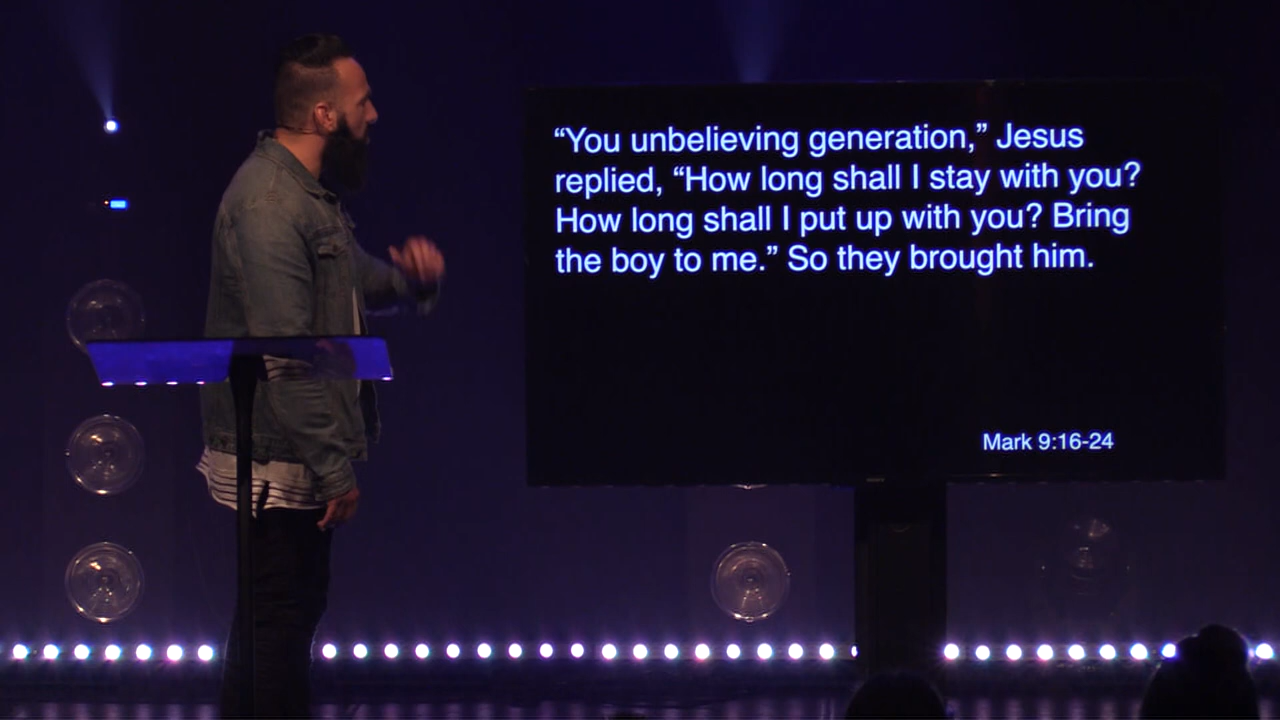 “You unbelieving generation,” Jesus
replied, “How long shall I stay with you?
How long shall I put up with you? Bring
the boy to me.” So they brought him.
Mark 9:16-24